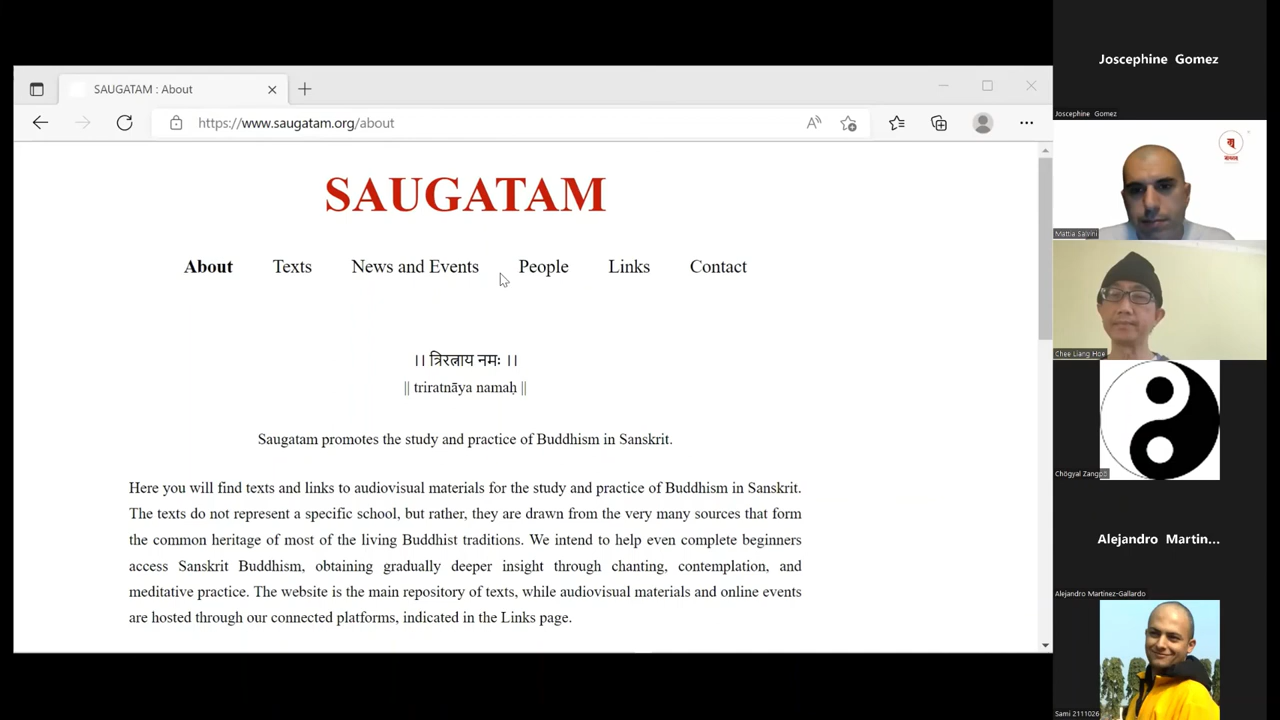 SAUGATAM : About
https://www.saugatam.org/about
SAUGATAM
About Texts News and Events People Links Contact
।। त्रिरत्नाय नमः ।।
|| triratnāya namaḥ ||
Saugatam promotes the study and practice of Buddhism in Sanskrit.
Here you will find texts and links to audiovisual materials for the study and practice of Buddhism in Sanskrit.
The texts do not represent a specific school, but rather, they are drawn from the very many sources that form
the common heritage of most of the living Buddhist traditions. We intend to help even complete beginners
access Sanskrit Buddhism, obtaining gradually deeper insight through chanting, contemplation, and
meditative practice. The website is the main repository of texts, while audiovisual materials and online events
are hosted through our connected platforms, indicated in the Links page.
Joscephine Gomez
Joscephine Gomez
Mattia Salvini
Chee Liang Hoe
Chögyal Zangpo
Alejandro Martin...
Alejandro Martinez-Gallardo
Sami 2111026